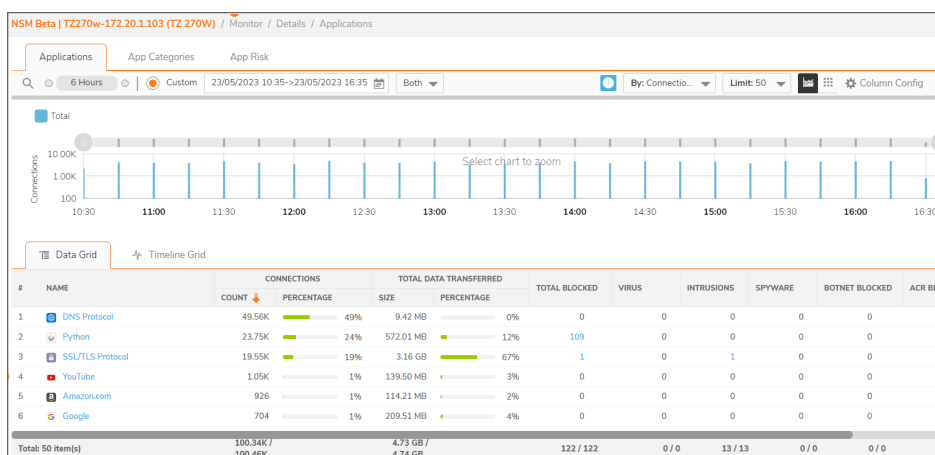 NSM Beta | TZ270w-172.20.1.103 (TZ 270W) / Monitor / Details / Applications
Applications App Categories App Risk
6 Hours Custom 23/05/2023 10:35->23/05/2023 16:35 Both By: Connectio... Limit: 50 Column Config
Total
Select chart to zoom
Connections
10.00K
1.00K
100
10:30 11:00 11:30 12:00 12:30 13:00 13:30 14:00 14:30 15:00 15:30 16:00 16:30
Data Grid Timeline Grid
# NAME CONNECTIONS TOTAL DATA TRANSFERRED TOTAL BLOCKED VIRUS INTRUSIONS SPYWARE BOTNET BLOCKED ACR BL
COUNT PERCENTAGE SIZE PERCENTAGE
1 DNS Protocol 49.56K 49% 9.42 MB 0% 0 0 0 0 0
2 Python 23.75K 24% 572.01 MB 12% 109 0 0 0 0
3 SSL/TLS Protocol 19.55K 19% 3.16 GB 67% 1 0 1 0 0
4 YouTube 1.05K 1% 139.50 MB 3% 0 0 0 0 0
5 Amazon.com 926 1% 114.21 MB 2% 0 0 0 0 0
6 Google 704 1% 209.51 MB 4% 0 0 0 0 0
Total: 50 item(s) 100.34K / 100.46K 4.73 GB / 4.74 GB 122 / 122 0 / 0 13 / 13 0 / 0 0 / 0